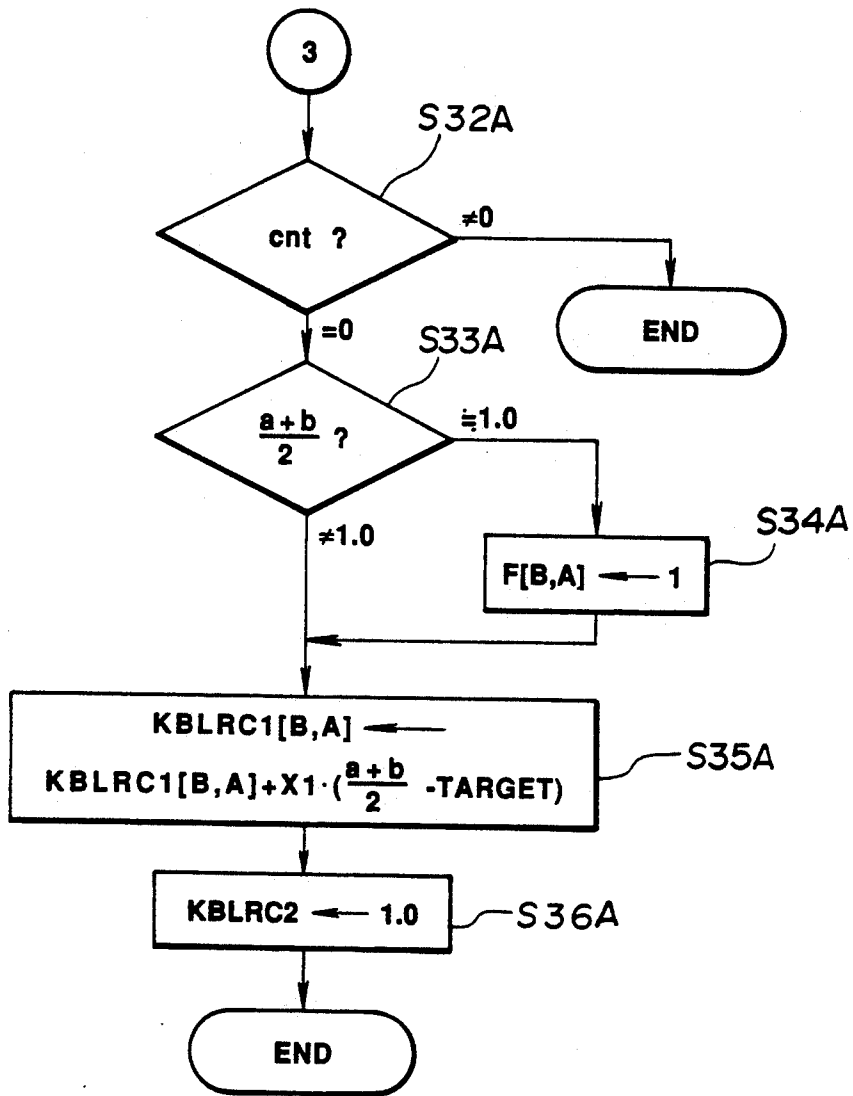 3
S32A
cnt ?
≠0
END
=0
S33A
a+b
2 ?
≒1.0
S34A
F[B,A] ← 1
≠1.0
KBLRC1[B,A] ←
KBLRC1[B,A]+X1·(a+b/2 -TARGET)
S35A
KBLRC2 ← 1.0
S36A
END